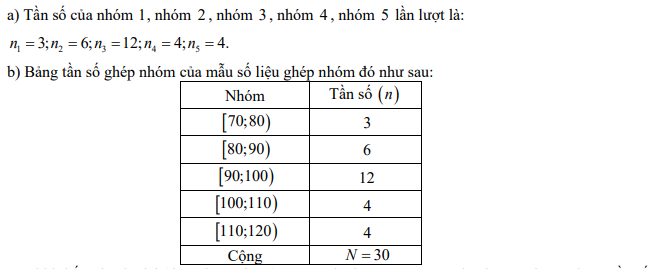 a) Tần số của nhóm 1, nhóm 2, nhóm 3, nhóm 4, nhóm 5 lần lượt là:
n₁ = 3; n₂ = 6; n₃ = 12; n₄ = 4; n₅ = 4.
b) Bảng tần số ghép nhóm của mẫu số liệu ghép nhóm đó như sau:
Nhóm Tần số (n)
[70;80) 3
[80;90) 6
[90;100) 12
[100;110) 4
[110;120) 4
Cộng N = 30